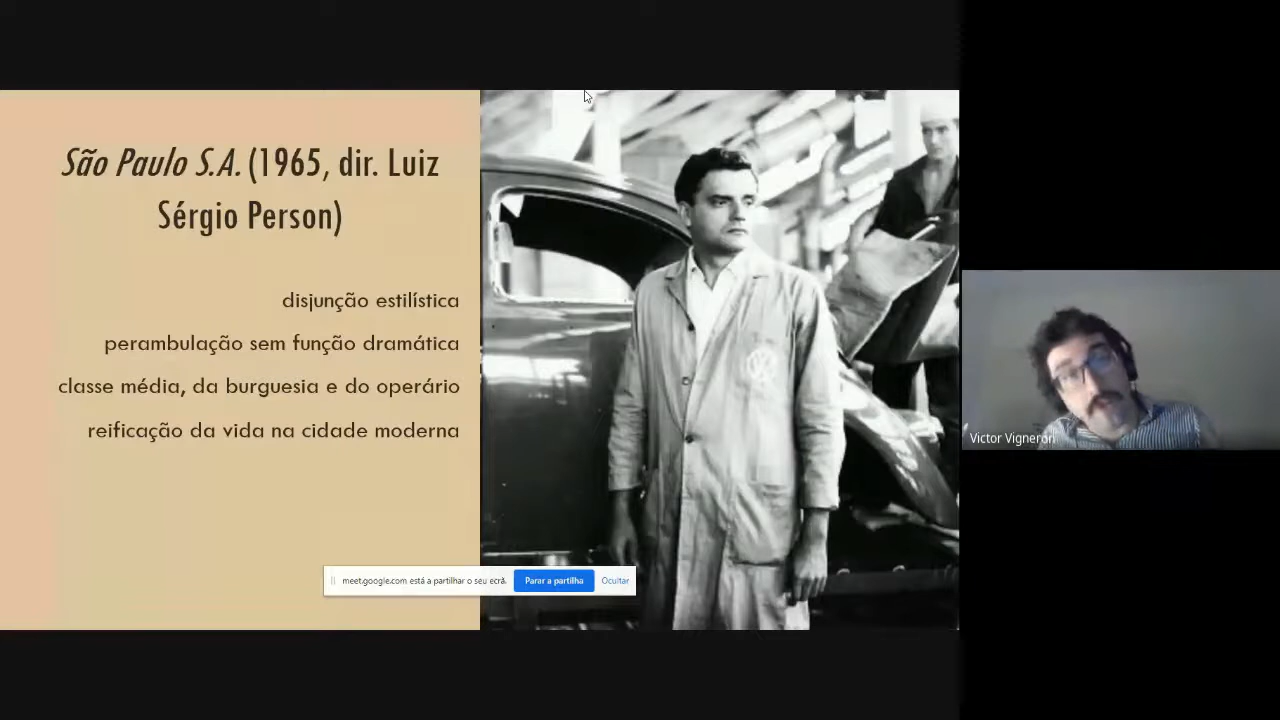 São Paulo S.A. (1965, dir. Luiz
Sérgio Person)
disjunção estilística
perambulação sem função dramática
classe média, da burguesia e do operário
reificação da vida na cidade moderna
meet.google.com está a partilhar o seu ecrã.
Parar a partilha
Ocultar
Victor Vigneron